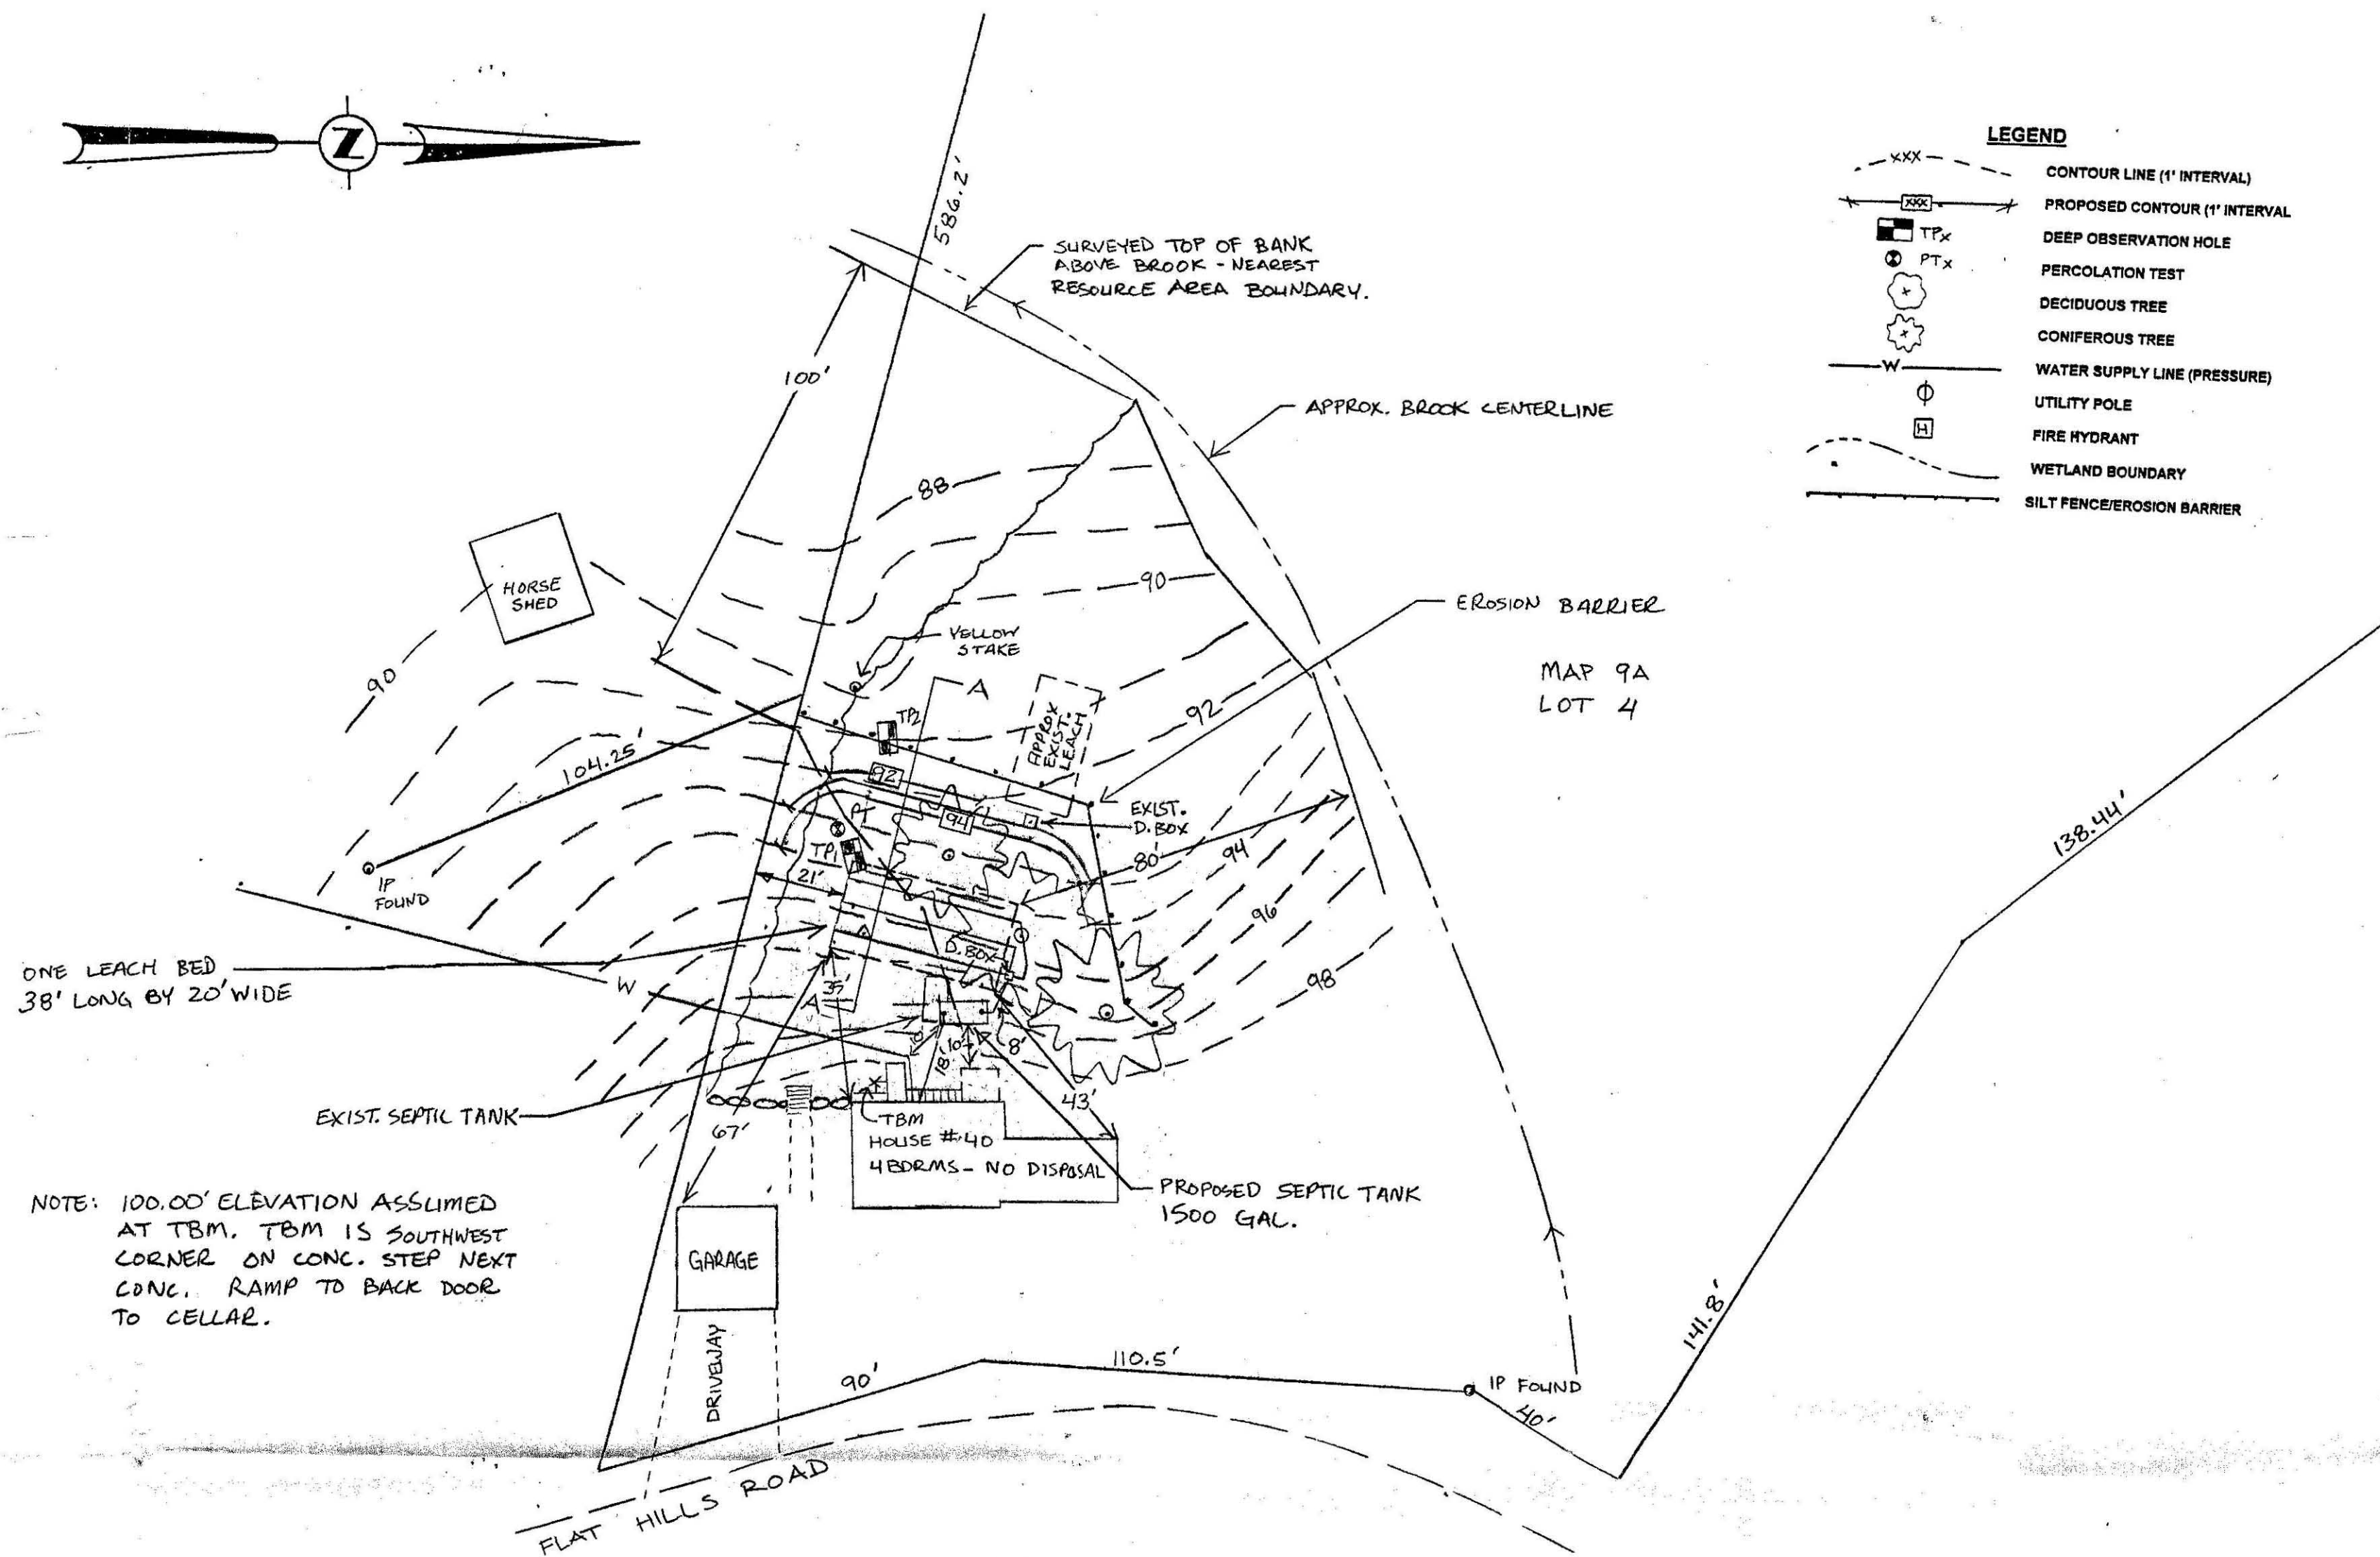 Z
LEGEND
XXX
CONTOUR LINE (1' INTERVAL)
XXX
PROPOSED CONTOUR (1' INTERVAL
TPX
DEEP OBSERVATION HOLE
PTX
PERCOLATION TEST
DECIDUOUS TREE
CONIFEROUS TREE
W
WATER SUPPLY LINE (PRESSURE)
UTILITY POLE
H
FIRE HYDRANT
WETLAND BOUNDARY
SILT FENCE/EROSION BARRIER
586.2'
SURVEYED TOP OF BANK
ABOVE BROOK - NEAREST
RESOURCE AREA BOUNDARY.
100'
APPROX. BROOK CENTERLINE
88
90
HORSE
SHED
EROSION BARRIER
YELLOW
STAKE
MAP 9A
LOT 4
90
A
92
TP2
APPROX
EXIST.
LEACH
104.25'
92
PT
94
EXIST.
D.BOX
138.44'
TP1
80'
94
21'
IP
FOUND
96
D.BOX
ONE LEACH BED
38' LONG BY 20' WIDE
W
35'
A
98
18'
10'
8'
43'
EXIST. SEPTIC TANK
67'
TBM
HOUSE #40
4 BDRMS - NO DISPOSAL
PROPOSED SEPTIC TANK
1500 GAL.
NOTE: 100.00' ELEVATION ASSUMED
AT TBM. TBM IS SOUTHWEST
CORNER ON CONC. STEP NEXT
CONC. RAMP TO BACK DOOR
TO CELLAR.
GARAGE
DRIVEWAY
141.8'
90'
110.5'
IP FOUND
40'
FLAT HILLS ROAD